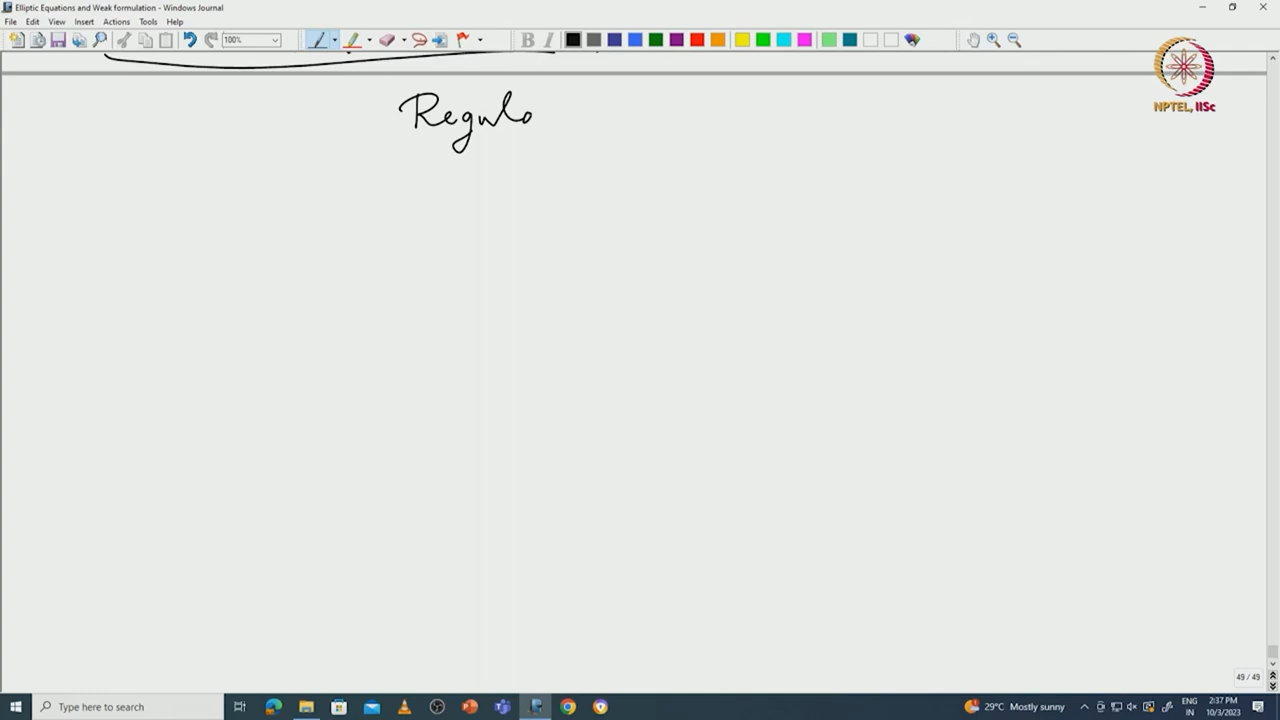 Elliptic Equations and Weak formulation - Windows Journal
File Edit View Insert Actions Tools Help
100%
B I
NPTEL, IISc
Regula
49 / 49
Type here to search
29°C Mostly sunny
ENG
IN
2:37 PM
10/3/2023